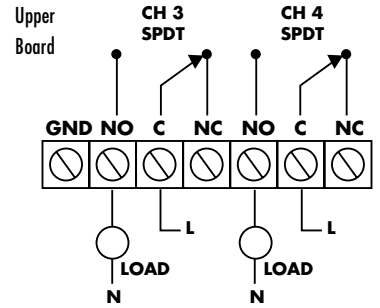 Upper
Board
CH 3
SPDT
CH 4
SPDT
GND NO C NC NO C NC
L L
LOAD LOAD
N N